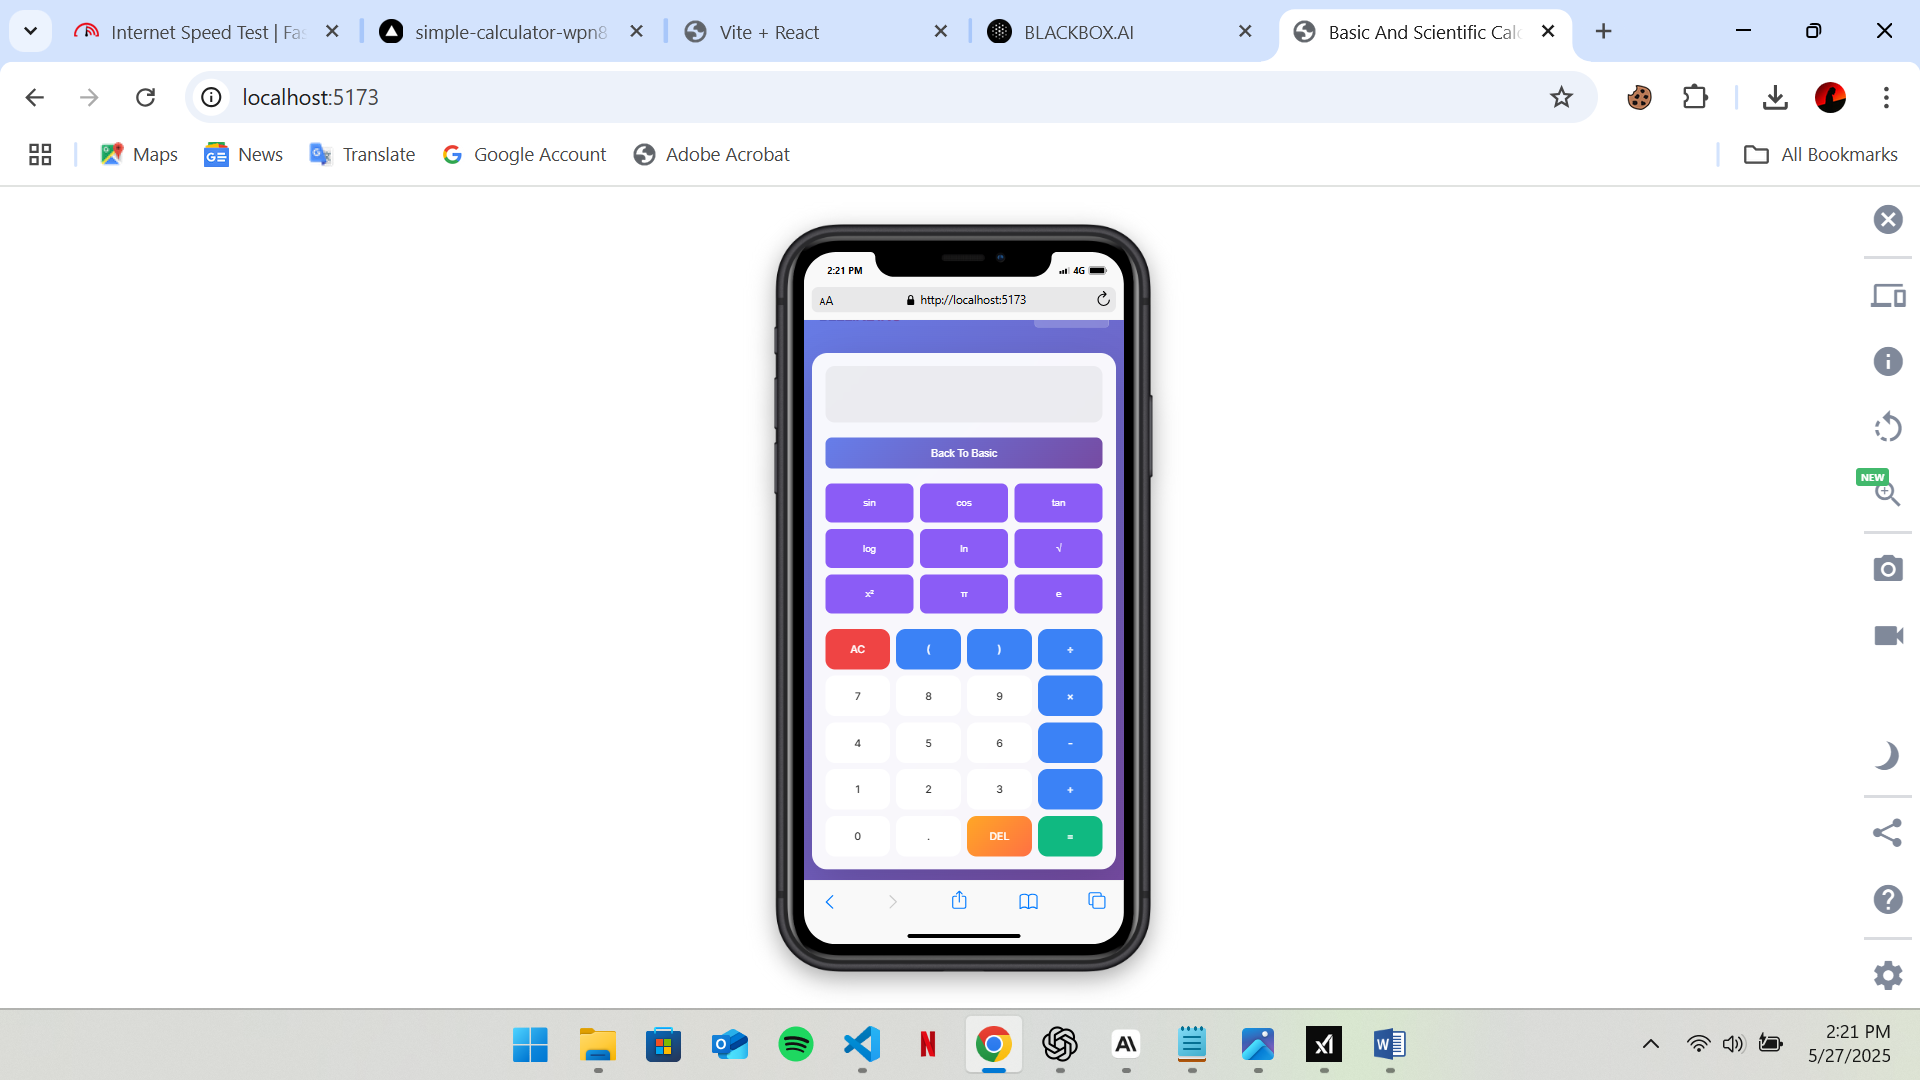 Internet Speed Test | Fas
simple-calculator-wpn8
Vite + React
BLACKBOX.AI
Basic And Scientific Calc
localhost:5173
Maps
News
Translate
Google Account
Adobe Acrobat
All Bookmarks
2:21 PM
4G
AA
http://localhost:5173
Back To Basic
sin cos tan
log ln √
x² π e
AC ( ) ÷
7 8 9 ×
4 5 6 -
1 2 3 +
0 . DEL =
NEW
2:21 PM
5/27/2025